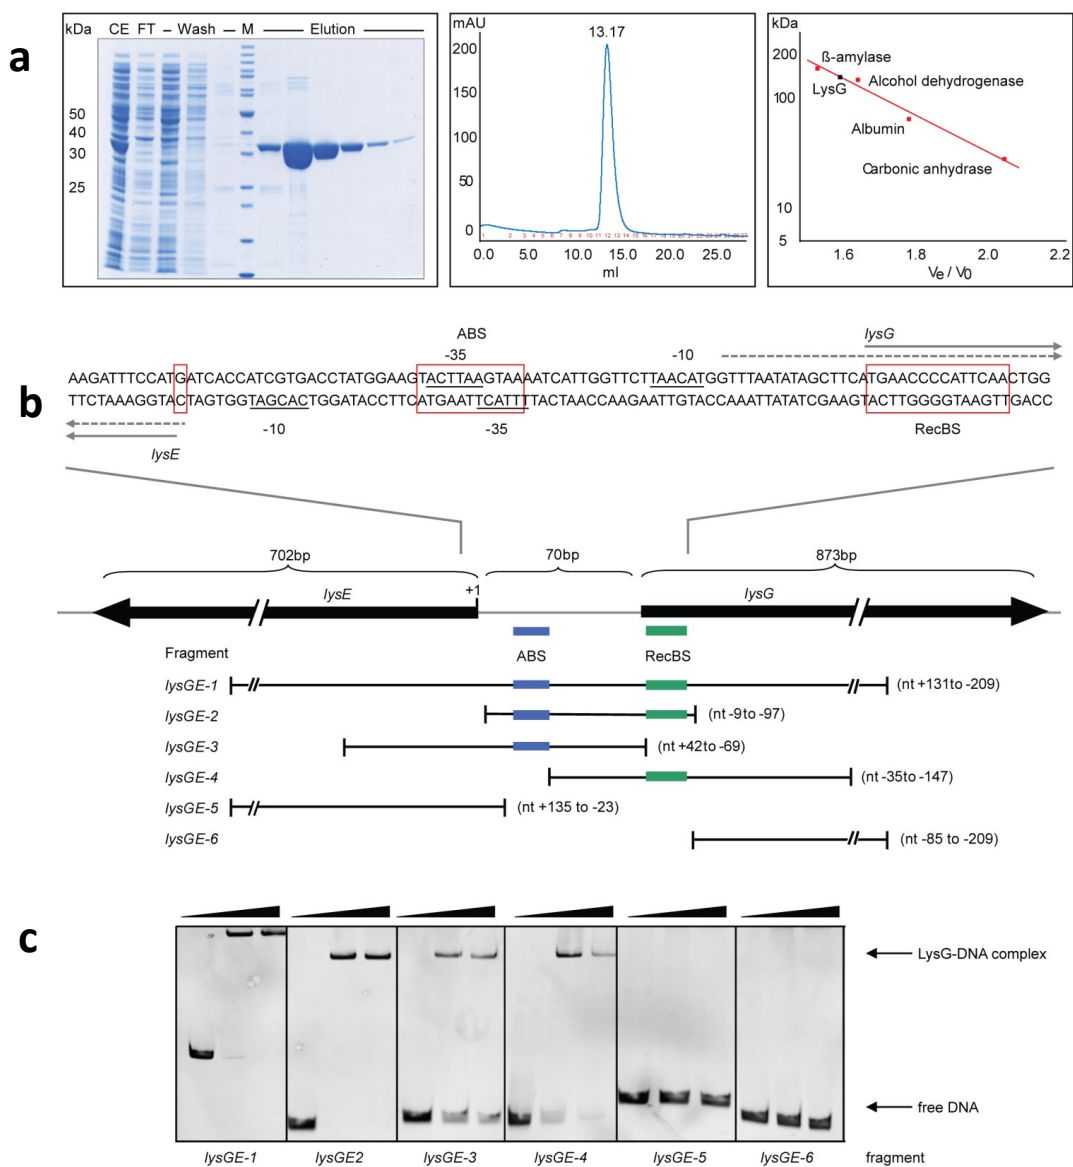 a
kDa CE FT – Wash – M — Elution —
50
40
30
25
mAU
200
150
100
50
0
13.17
0.0 5.0 10.0 15.0 20.0 25.0
ml
kDa
200
100
10
5
ß-amylase
LysG
Alcohol dehydrogenase
Albumin
Carbonic anhydrase
1.6 1.8 2.0 2.2
Ve / V0
b
ABS
lysG
-35
-10
AAGATTTCCATGATCACCATCGTGACCTATGGAAGTACTTAAGTAAAATCATTGGTTCTTAACATGGTTTAATATAGCTTCATGAACCCCATTCAACTGG
TTCTAAAGGTACTAGTGGTAGCACTGGATACCTTCATGAATTCATTTTACTAACCAAGAATTGTACCAAATTATATCGAAGTACTTGGGGTAAGTTGACC
-10
-35
RecBS
lysE
702bp 70bp 873bp
lysE +1 lysG
Fragment ABS RecBS
lysGE-1 (nt +131to -209)
lysGE-2 (nt -9to -97)
lysGE-3 (nt +42to -69)
lysGE-4 (nt -35to -147)
lysGE-5 (nt +135 to -23)
lysGE-6 (nt -85 to -209)
c
LysG-DNA complex
free DNA
lysGE-1 lysGE2 lysGE-3 lysGE-4 lysGE-5 lysGE-6 fragment